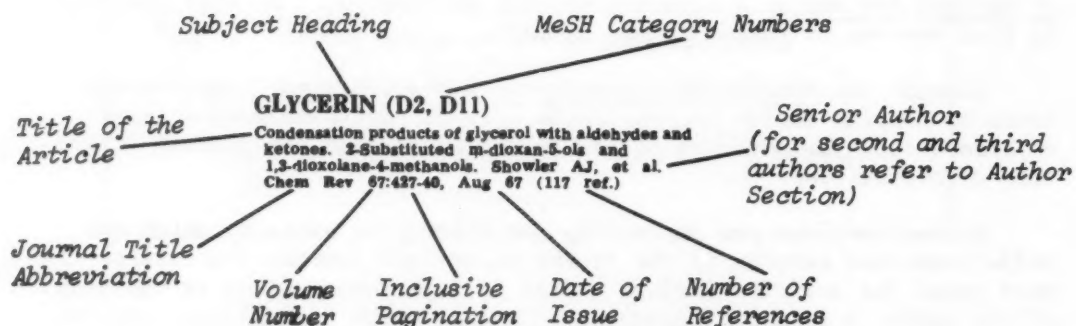 Subject Heading
MeSH Category Numbers
GLYCERIN (D2, D11)
Title of the
Article
Condensation products of glycerol with aldehydes and
ketones. 2-Substituted m-dioxan-5-ols and
1,3-dioxolane-4-methanols. Showler AJ, et al.
Chem Rev 67:427-40, Aug 67 (117 ref.)
Senior Author
(for second and third
authors refer to Author
Section)
Journal Title
Abbreviation
Volume
Number
Inclusive
Pagination
Date of
Issue
Number of
References